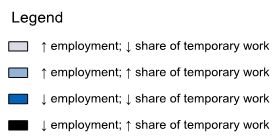 Legend
↑ employment; ↓ share of temporary work
↑ employment; ↑ share of temporary work
↓ employment; ↓ share of temporary work
↓ employment; ↑ share of temporary work